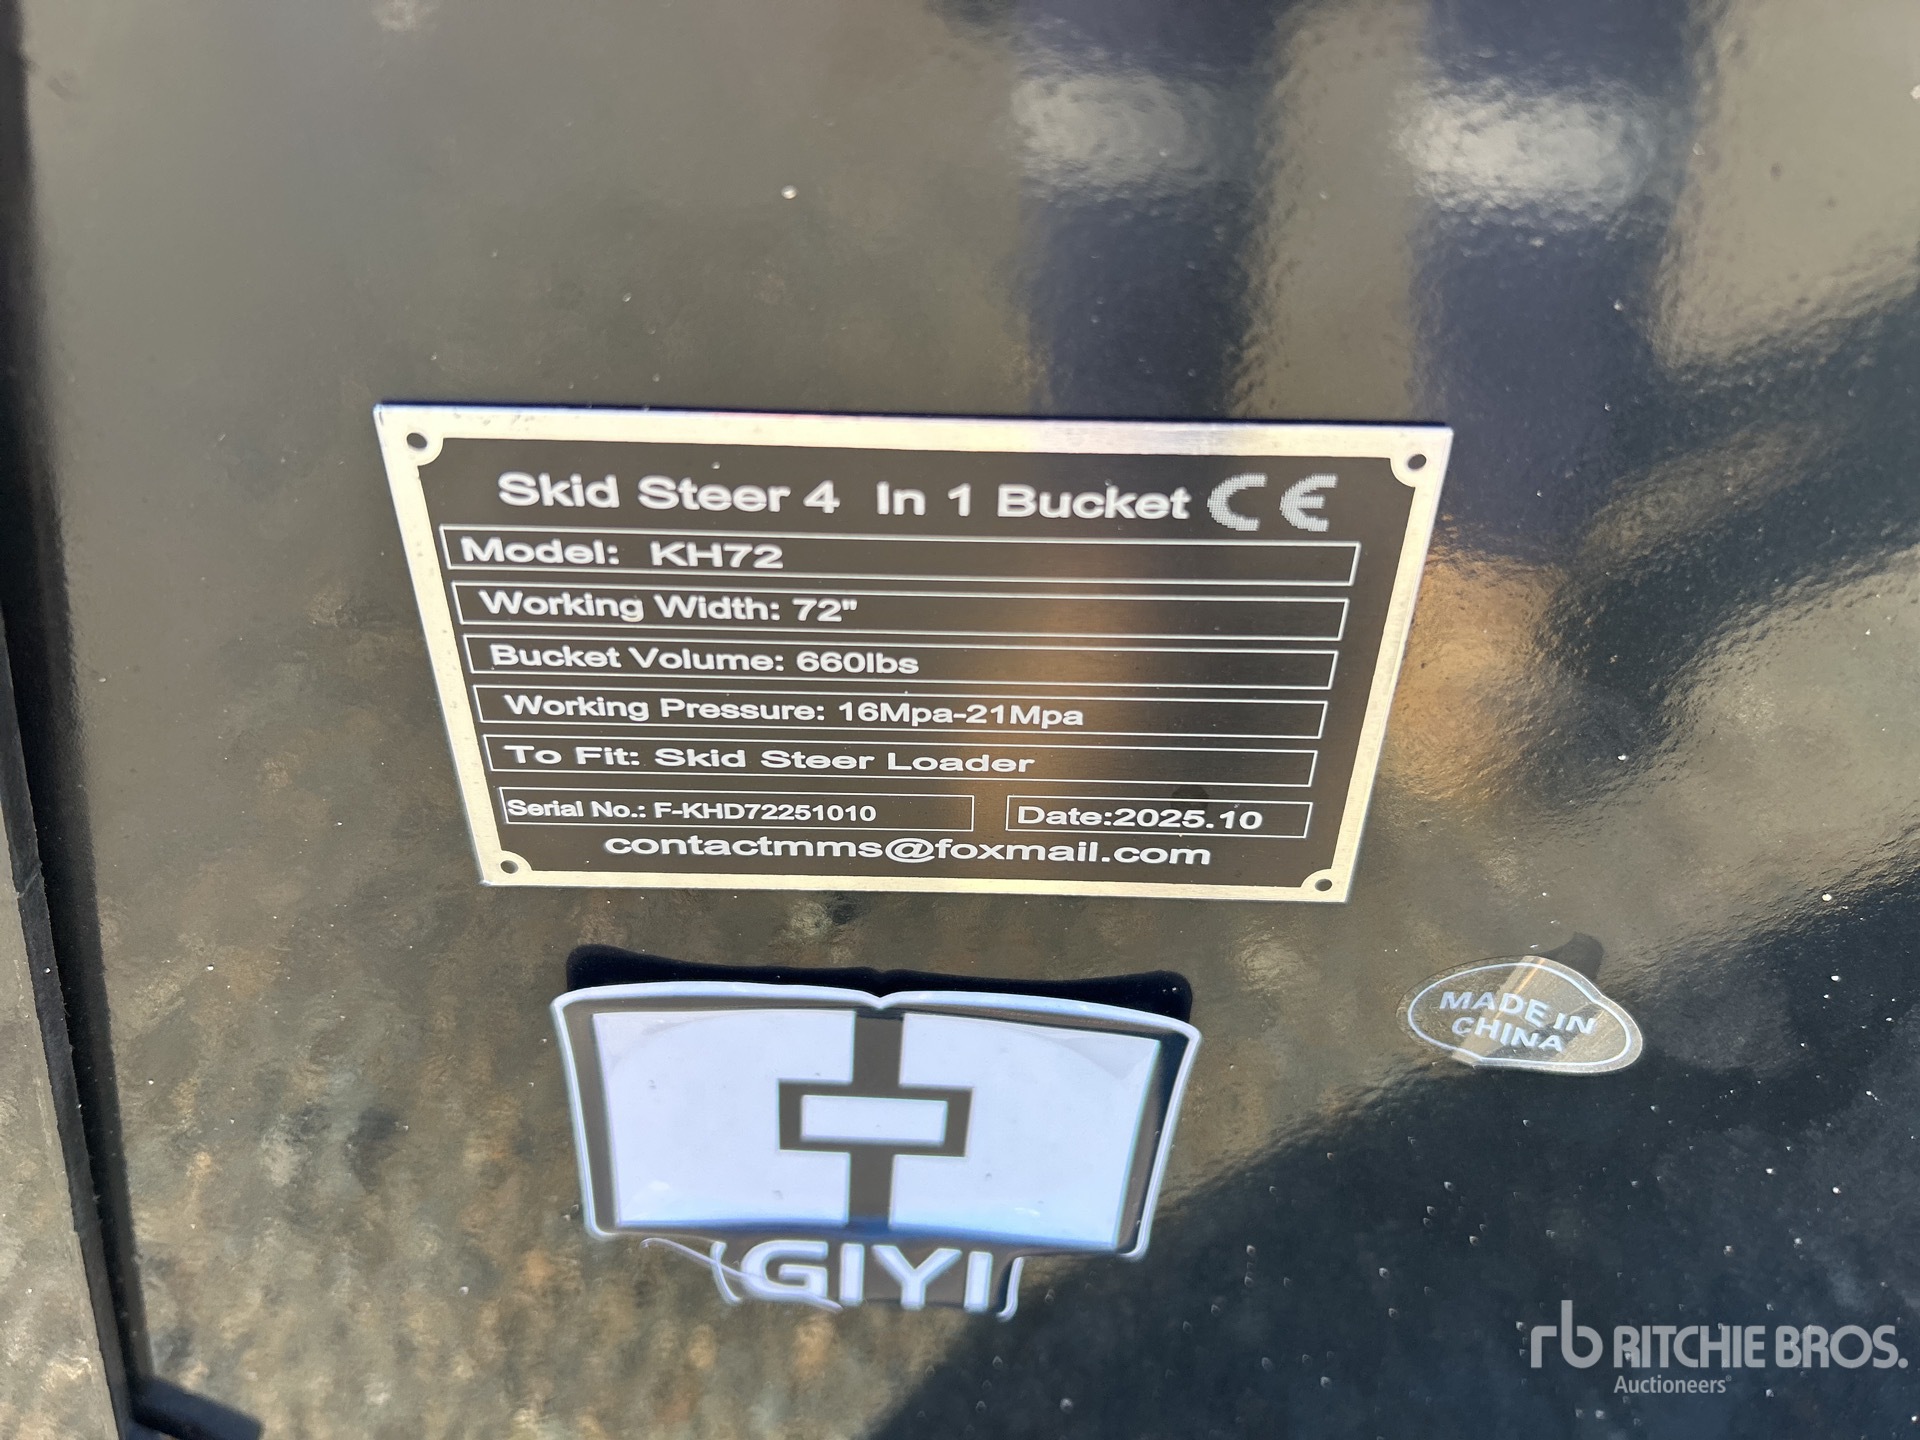 Skid Steer 4 In 1 Bucket CE
Model: KH72
Working Width: 72"
Bucket Volume: 660lbs
Working Pressure: 16Mpa-21Mpa
To Fit: Skid Steer Loader
Serial No.: F-KHD72251010 Date:2025.10
contactmms@foxmail.com
MADE IN
CHINA
GIYI
rb RITCHIE BROS.
Auctioneers